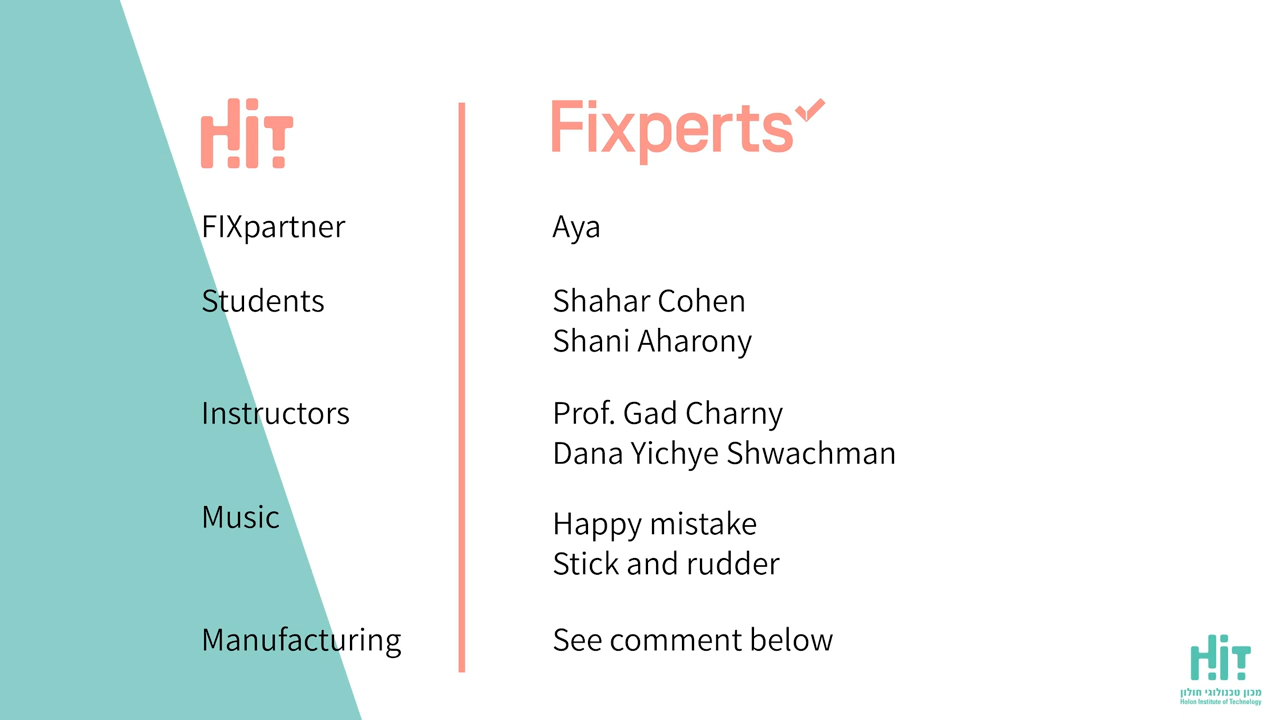 HiT
Fixperts
FIXpartner
Aya
Students
Shahar Cohen
Shani Aharony
Instructors
Prof. Gad Charny
Dana Yichye Shwachman
Music
Happy mistake
Stick and rudder
Manufacturing
See comment below
HiT
מכון טכנולוגי חולון
Holon Institute of Technology